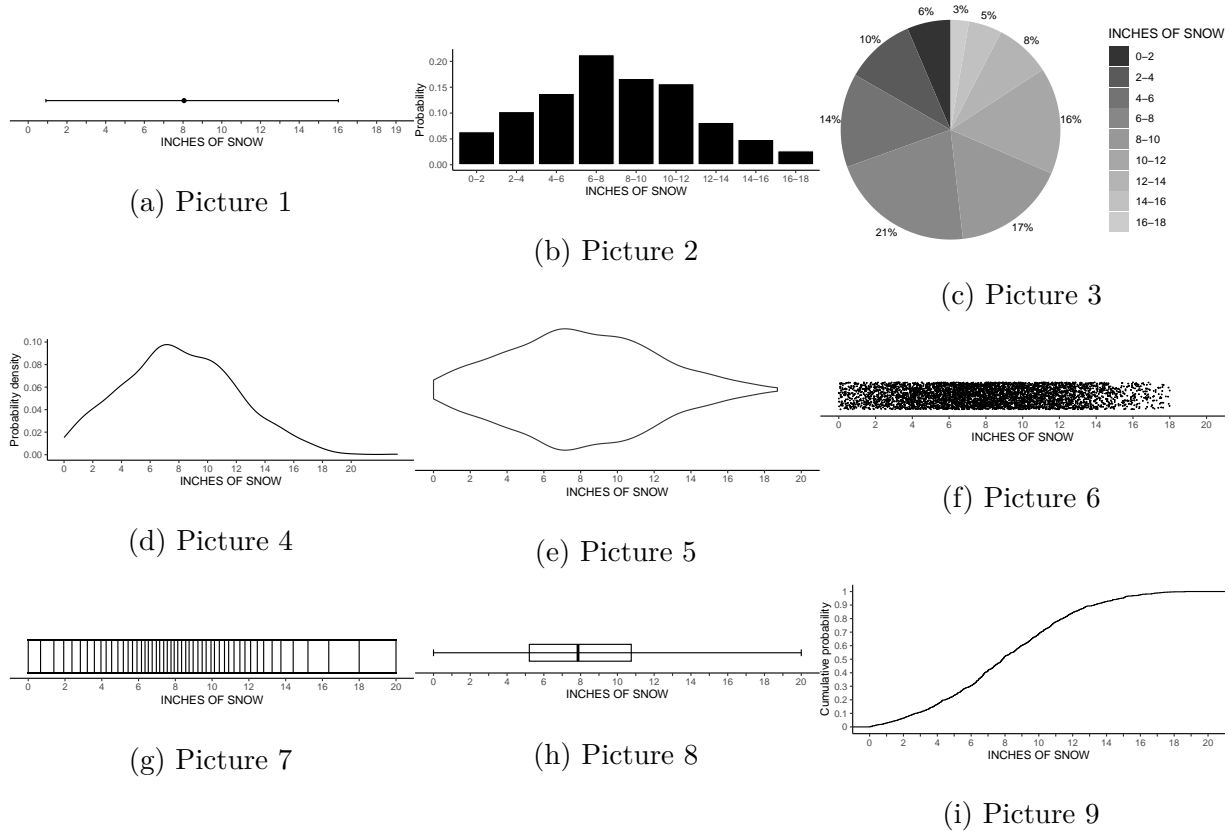 0 2 4 6 8 10 12 14 16 18 19
INCHES OF SNOW
(a) Picture 1
Probability
0.20
0.15
0.10
0.05
0.00
0–2 2–4 4–6 6–8 8–10 10–12 12–14 14–16 16–18
INCHES OF SNOW
(b) Picture 2
6% 3% 5%
10% 8%
14% 16%
21% 17%
INCHES OF SNOW
0–2
2–4
4–6
6–8
8–10
10–12
12–14
14–16
16–18
(c) Picture 3
Probability density
0.10
0.08
0.06
0.04
0.02
0.00
0 2 4 6 8 10 12 14 16 18 20
INCHES OF SNOW
(d) Picture 4
0 2 4 6 8 10 12 14 16 18 20
INCHES OF SNOW
(e) Picture 5
0 2 4 6 8 10 12 14 16 18 20
INCHES OF SNOW
(f) Picture 6
0 2 4 6 8 10 12 14 16 18 20
INCHES OF SNOW
(g) Picture 7
0 2 4 6 8 10 12 14 16 18 20
INCHES OF SNOW
(h) Picture 8
Cumulative probability
1
0.9
0.8
0.7
0.6
0.5
0.4
0.3
0.2
0.1
0
0 2 4 6 8 10 12 14 16 18 20
INCHES OF SNOW
(i) Picture 9